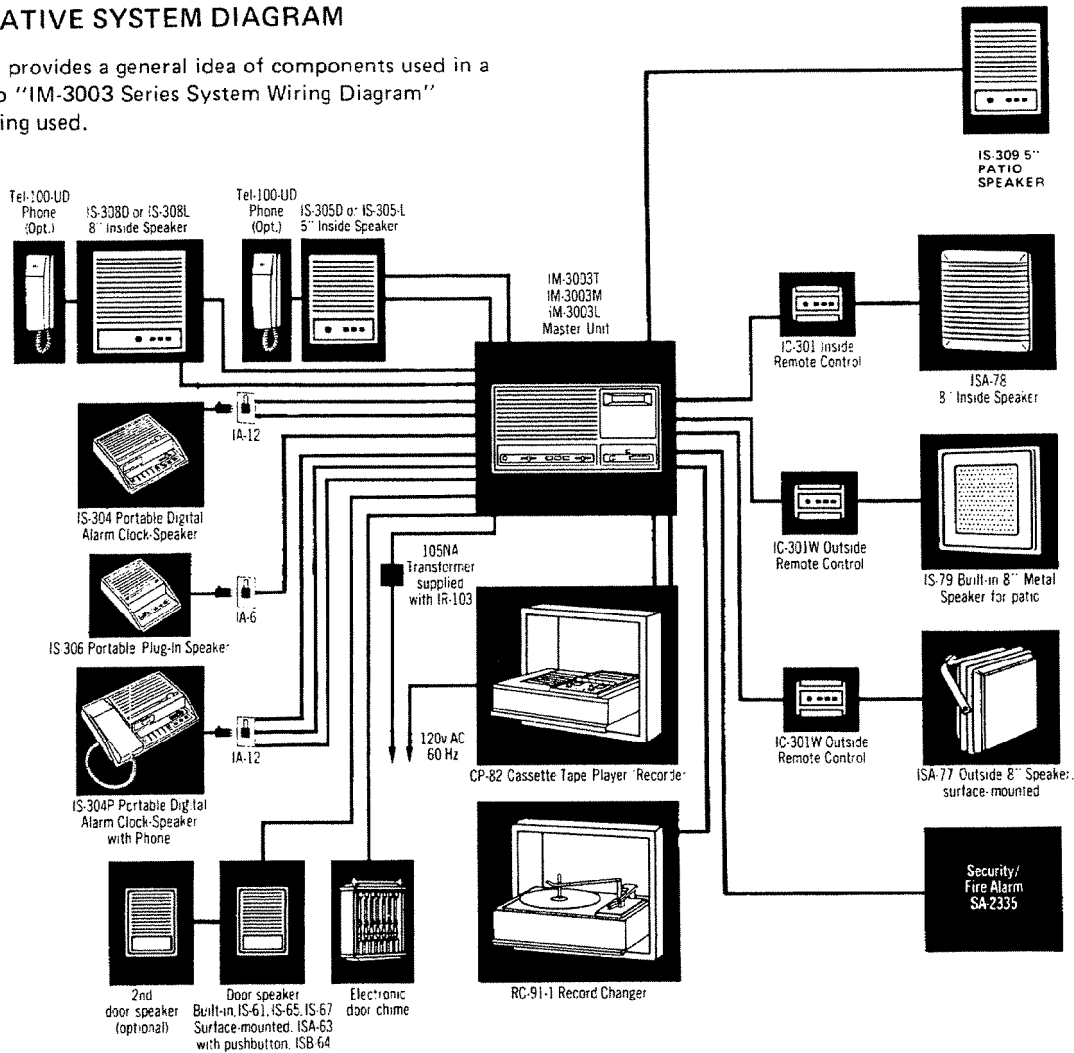 ATIVE SYSTEM DIAGRAM
provides a general idea of components used in a
o "IM-3003 Series System Wiring Diagram"
ing used.
IS-309 5"
PATIO
SPEAKER
Tel-100-UD
Phone
(Opt.)
IS-308D or IS-308L
8" Inside Speaker
Tel-100-UD
Phone
(Opt.)
IS-305D or IS-305-L
5" Inside Speaker
IM-3003T
IM-3003M
IM-3003L
Master Unit
IC-301 Inside
Remote Control
ISA-78
8" Inside Speaker
IA-12
IS-304 Portable Digital
Alarm Clock-Speaker
IA-6
IS 306 Portable Plug-In Speaker
IA-12
IS-304P Portable Digital
Alarm Clock-Speaker
with Phone
105NA
Transformer
supplied
with IR-103
120v AC
60 Hz
IC-301W Outside
Remote Control
IS-79 Built-in 8" Metal
Speaker for patio
CP-82 Cassette Tape Player Recorder
IC-301W Outside
Remote Control
ISA-77 Outside 8" Speaker,
surface-mounted
Security/
Fire Alarm
SA-2335
2nd
door speaker
(optional)
Door speaker
Built-in, IS-61, IS-65, IS-67
Surface-mounted. ISA-63
with pushbutton. ISB-64
Electronic
door chime
RC-91-1 Record Changer